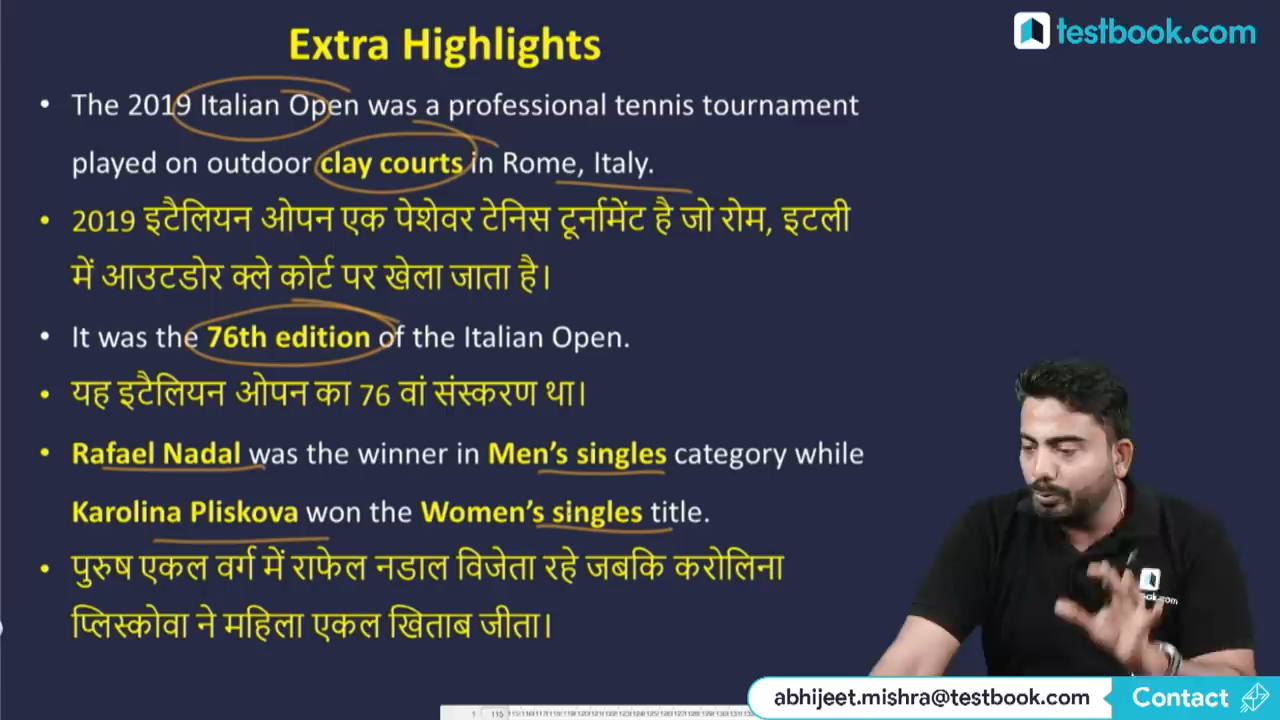 Extra Highlights
testbook.com
• The 2019 Italian Open was a professional tennis tournament
played on outdoor clay courts in Rome, Italy.
• 2019 इटैलियन ओपन एक पेशेवर टेनिस टूर्नामेंट है जो रोम, इटली
में आउटडोर क्ले कोर्ट पर खेला जाता है।
• It was the 76th edition of the Italian Open.
• यह इटैलियन ओपन का 76 वां संस्करण था।
• Rafael Nadal was the winner in Men’s singles category while
Karolina Pliskova won the Women’s singles title.
• पुरुष एकल वर्ग में राफेल नडाल विजेता रहे जबकि करोलिना
प्लिस्कोवा ने महिला एकल खिताब जीता।
abhijeet.mishra@testbook.com
Contact
115